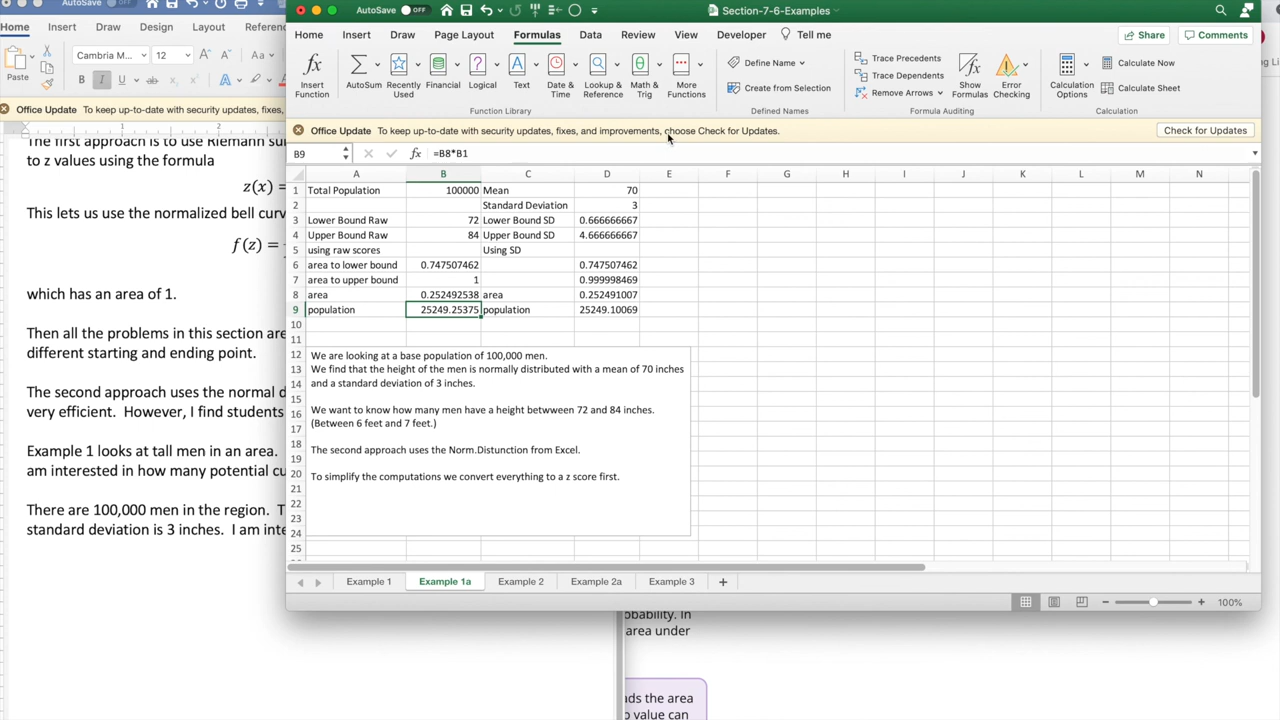 AutoSave OFF
Home Insert Design Layout
Paste Cambria M... 12
B I U ab
Office Update To keep up-to-date with security updates, fixes,
1 2
The first approach is to use Riemann su
to z values using the formula
z(x) =
This lets us use the normalized bell curv
f(z) =
which has an area of 1.
Then all the problems in this section are
different starting and ending point.
The second approach uses the normal d
very efficient. However, I find students
Example 1 looks at tall men in an area.
am interested in how many potential cu
There are 100,000 men in the region. T
standard deviation is 3 inches. I am inte
AutoSave OFF Section-7-6-Examples
Home Insert Draw Page Layout Formulas Data Review View Developer Tell me Share Comments
Insert Function
AutoSum
Recently Used
Financial
Logical
Text
Date & Time
Lookup & Reference
Math & Trig
More Functions
Define Name
Create from Selection
Trace Precedents
Trace Dependents
Remove Arrows
Show Formulas
Error Checking
Calculation Options
Calculate Now
Calculate Sheet
Function Library Defined Names Formula Auditing Calculation
Office Update To keep up-to-date with security updates, fixes, and improvements, choose Check for Updates. Check for Updates
B9 fx =B8*B1
A B C D E F G H I J K L M N
1 Total Population 100000 Mean 70
2 Standard Deviation 3
3 Lower Bound Raw 72 Lower Bound SD 0.666666667
4 Upper Bound Raw 84 Upper Bound SD 4.666666667
5 using raw scores Using SD
6 area to lower bound 0.747507462 0.747507462
7 area to upper bound 1 0.999998469
8 area 0.252492538 area 0.252491007
9 population 25249.25375 population 25249.10069
10
11
12 We are looking at a base population of 100,000 men.
13 We find that the height of the men is normally distributed with a mean of 70 inches
14 and a standard deviation of 3 inches.
15
16 We want to know how many men have a height betwween 72 and 84 inches.
17 (Between 6 feet and 7 feet.)
18
19 The second approach uses the Norm.Distunction from Excel.
20 To simplify the computations we convert everything to a z score first.
21
22
23
24
25
Example 1 Example 1a Example 2 Example 2a Example 3
100%
obability. In
area under
ads the area
o value can